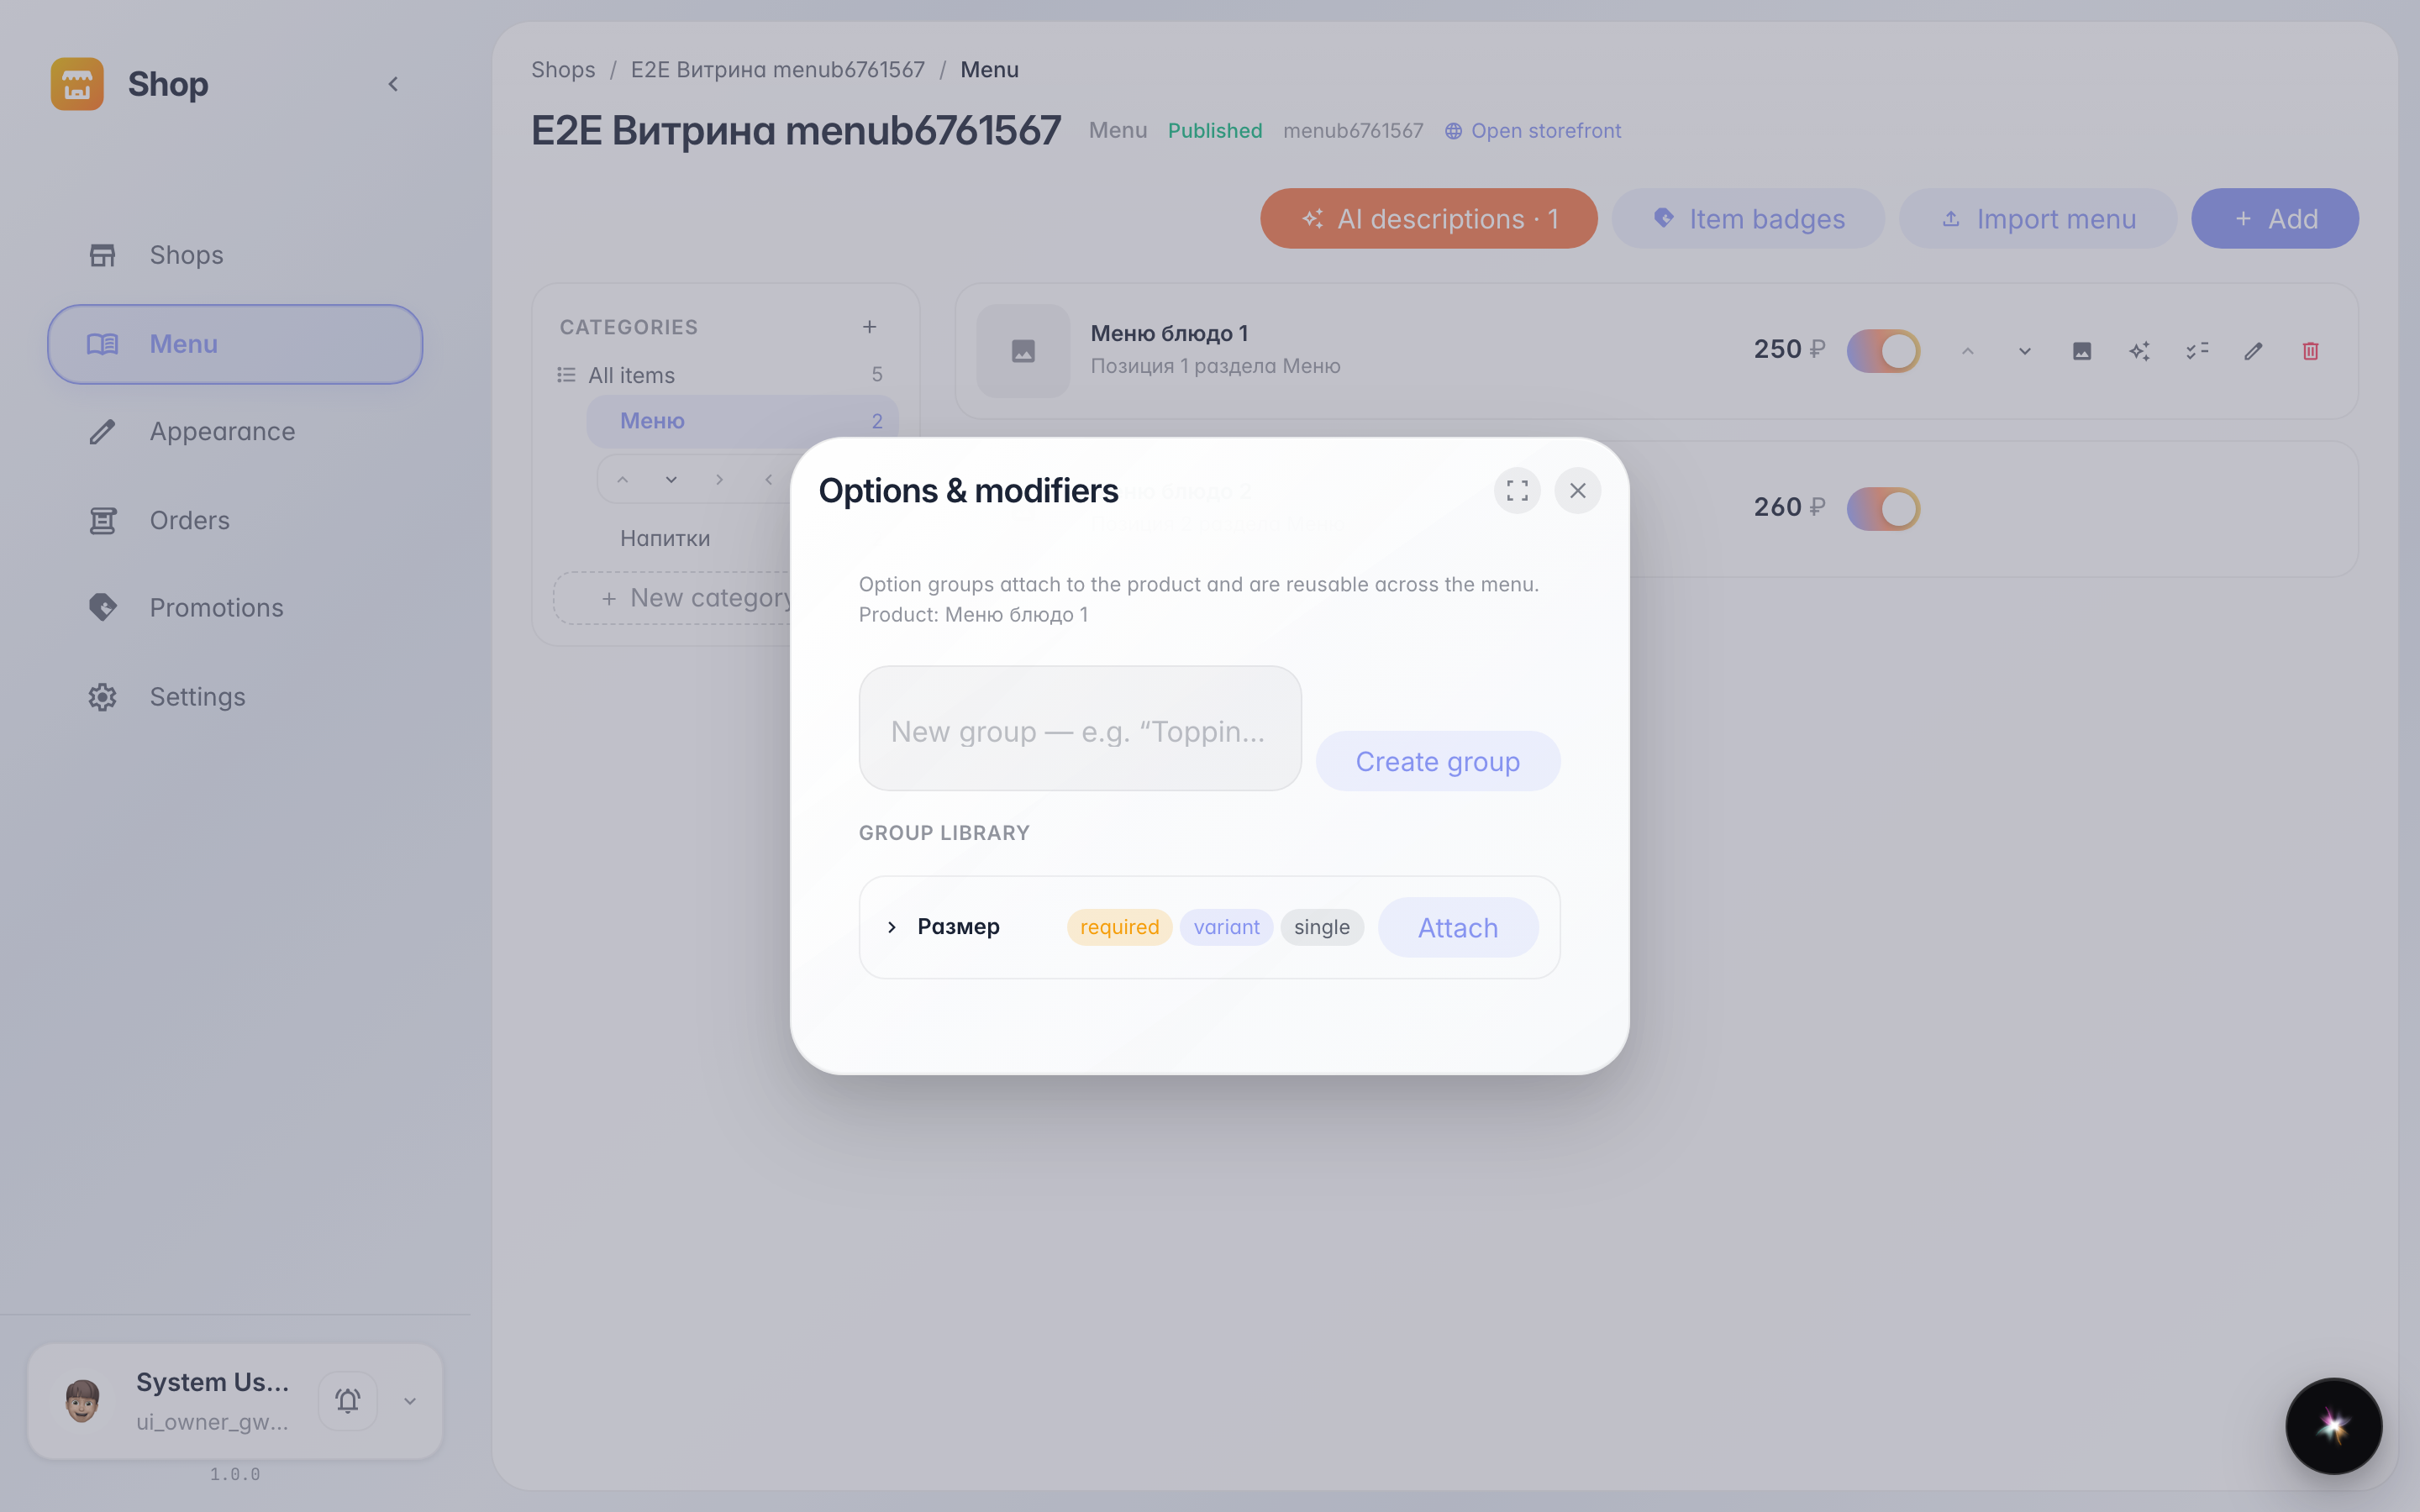 Shop
Shops
Menu
Appearance
Orders
Promotions
Settings
System Us...
ui_owner_gw...
1.0.0
Shops / E2E Витрина menub6761567 / Menu
E2E Витрина menub6761567 Menu Published menub6761567 Open storefront
AI descriptions · 1 Item badges Import menu + Add
CATEGORIES +
All items 5
Меню 2
Напитки
+ New category
Меню блюдо 1
Позиция 1 раздела Меню
250 ₽
260 ₽
Options & modifiers
Option groups attach to the product and are reusable across the menu.
Product: Меню блюдо 1
New group — e.g. “Toppin...
Create group
GROUP LIBRARY
Размер required variant single Attach